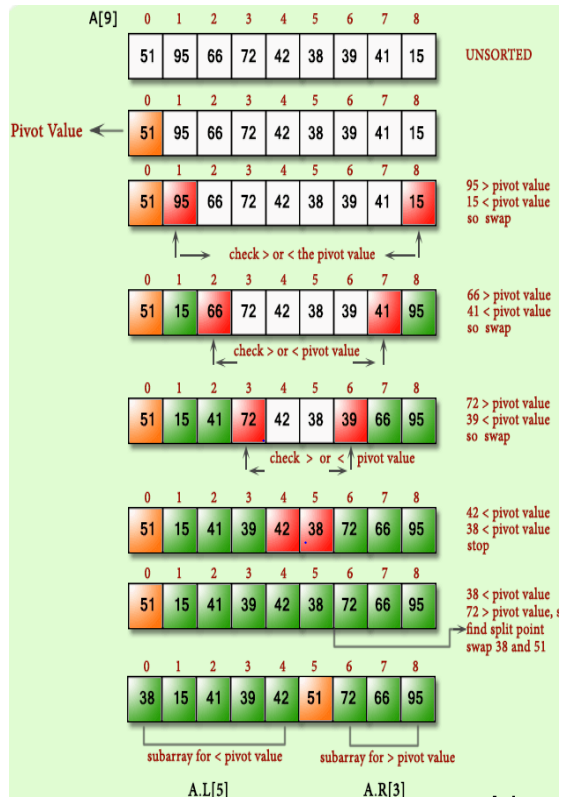 A[9] 0 1 2 3 4 5 6 7 8
51 95 66 72 42 38 39 41 15 UNSORTED
0 1 2 3 4 5 6 7 8
Pivot Value 51 95 66 72 42 38 39 41 15
0 1 2 3 4 5 6 7 8
51 95 66 72 42 38 39 41 15
95 > pivot value
15 < pivot value
so swap
check > or < the pivot value
0 1 2 3 4 5 6 7 8
51 15 66 72 42 38 39 41 95
66 > pivot value
41 < pivot value
so swap
check > or < pivot value
0 1 2 3 4 5 6 7 8
51 15 41 72 42 38 39 66 95
72 > pivot value
39 < pivot value
so swap
check > or < pivot value
0 1 2 3 4 5 6 7 8
51 15 41 39 42 38 72 66 95
42 < pivot value
38 < pivot value
stop
0 1 2 3 4 5 6 7 8
51 15 41 39 42 38 72 66 95
38 < pivot value
72 > pivot value, s
find split point
swap 38 and 51
0 1 2 3 4 5 6 7 8
38 15 41 39 42 51 72 66 95
subarray for < pivot value subarray for > pivot value
A.L[5] A.R[3]